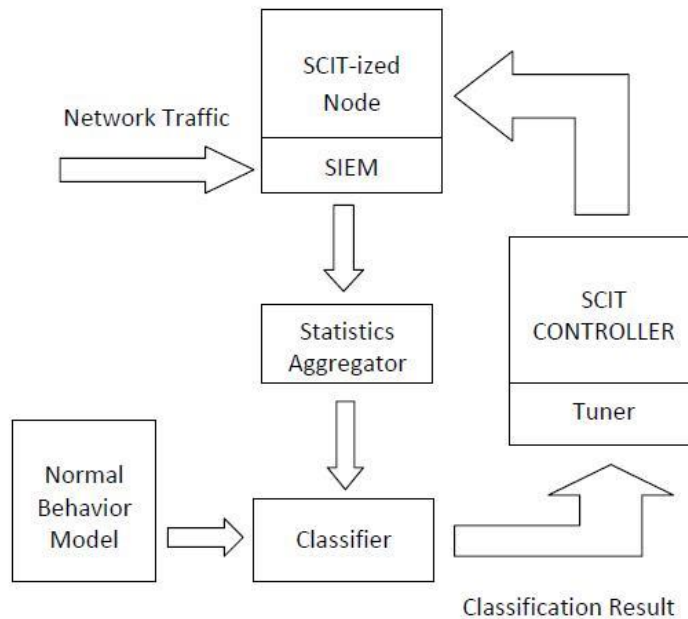 SCIT-ized
Node
Network Traffic
SIEM
Statistics
Aggregator
SCIT
CONTROLLER
Tuner
Normal
Behavior
Model
Classifier
Classification Result